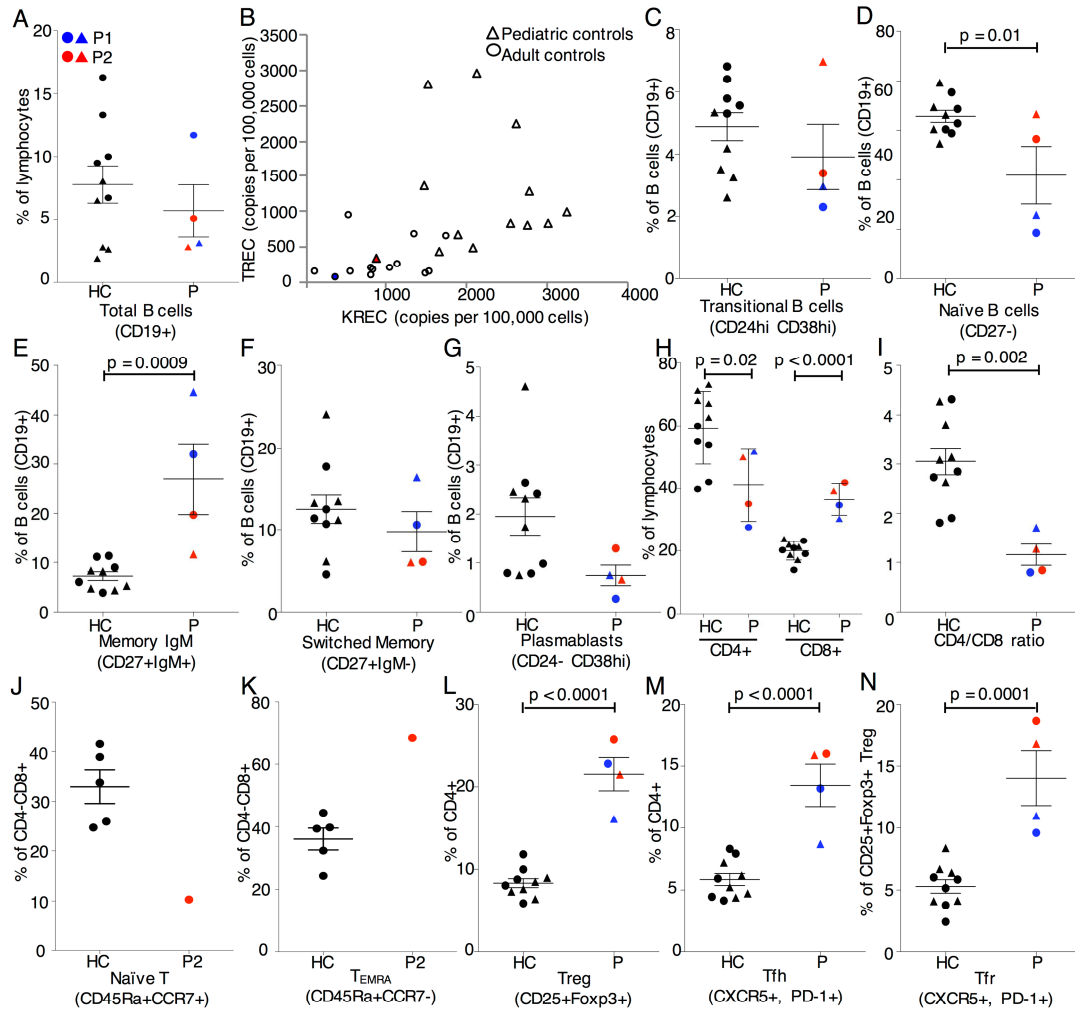 A
20
15
10
5
0
% of lymphocytes
P1
P2
HC P
Total B cells
(CD19+)
B
3500
3000
2500
2000
1500
1000
500
0
TREC (copies per 100,000 cells)
Pediatric controls
Adult controls
1000 2000 3000 4000
KREC (copies per 100,000 cells)
C
8
6
4
2
0
% of B cells (CD19+)
HC P
Transitional B cells
(CD24hi CD38hi)
D
80
60
40
20
0
% of B cells (CD19+)
p = 0.01
HC P
Naïve B cells
(CD27-)
E
50
40
30
20
10
0
% of B cells (CD19+)
p = 0.0009
HC P
Memory IgM
(CD27+IgM+)
F
30
20
10
0
% of B cells (CD19+)
HC P
Switched Memory
(CD27+IgM-)
G
5
4
3
2
1
0
% of B cells (CD19+)
HC P
Plasmablasts
(CD24- CD38hi)
H
80
60
40
20
0
% of lymphocytes
p = 0.02 p < 0.0001
HC P HC P
CD4+ CD8+
I
5
4
3
2
1
0
p = 0.002
HC P
CD4/CD8 ratio
J
50
40
30
20
10
0
% of CD4-CD8+
HC P2
Naïve T
(CD45Ra+CCR7+)
K
80
60
40
20
0
% of CD4-CD8+
HC P2
TEMRA
(CD45Ra+CCR7-)
L
30
20
10
0
% of CD4+
p < 0.0001
HC P
Treg
(CD25+Foxp3+)
M
20
15
10
5
0
% of CD4+
p < 0.0001
HC P
Tfh
(CXCR5+, PD-1+)
N
20
15
10
5
0
% of CD25+Foxp3+ Treg
p = 0.0001
HC P
Tfr
(CXCR5+, PD-1+)